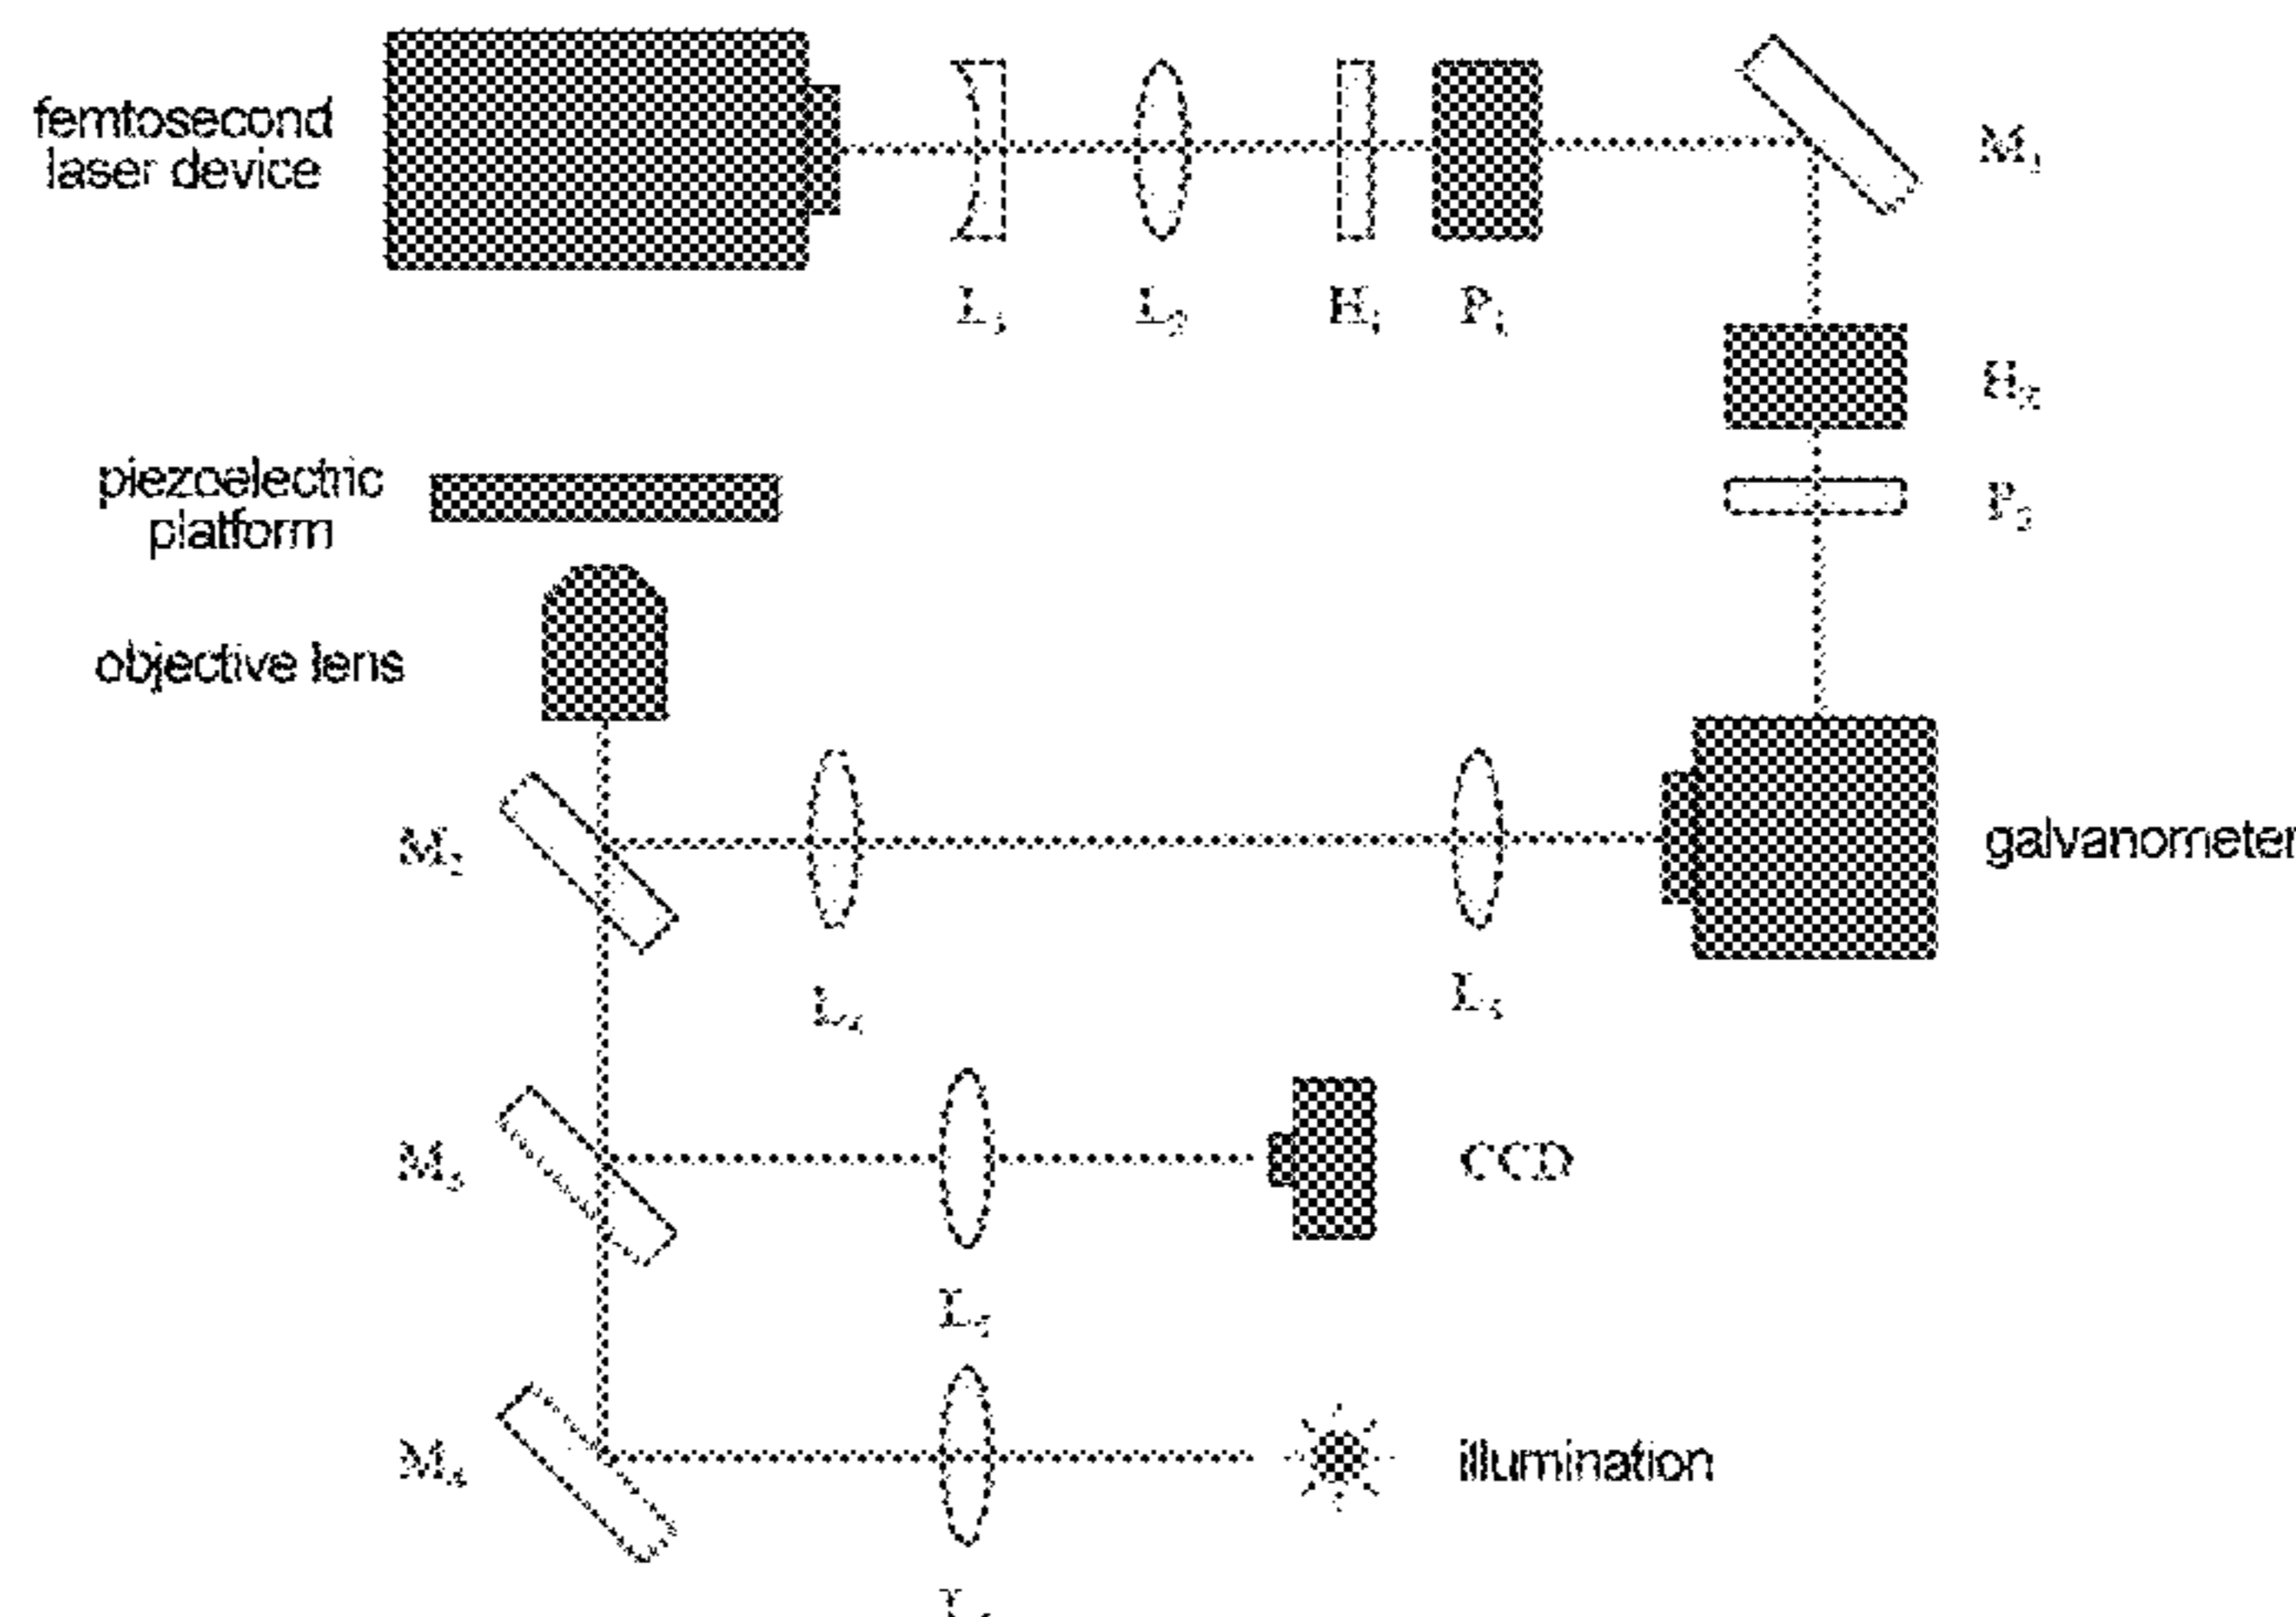 femtosecond
laser device
L₁
L₂
H₁
P₁
M₁
H₂
P₂
piezoelectric
platform
objective lens
M₂
galvanometer
L₄
L₃
M₃
CCD
L₅
M₄
illumination